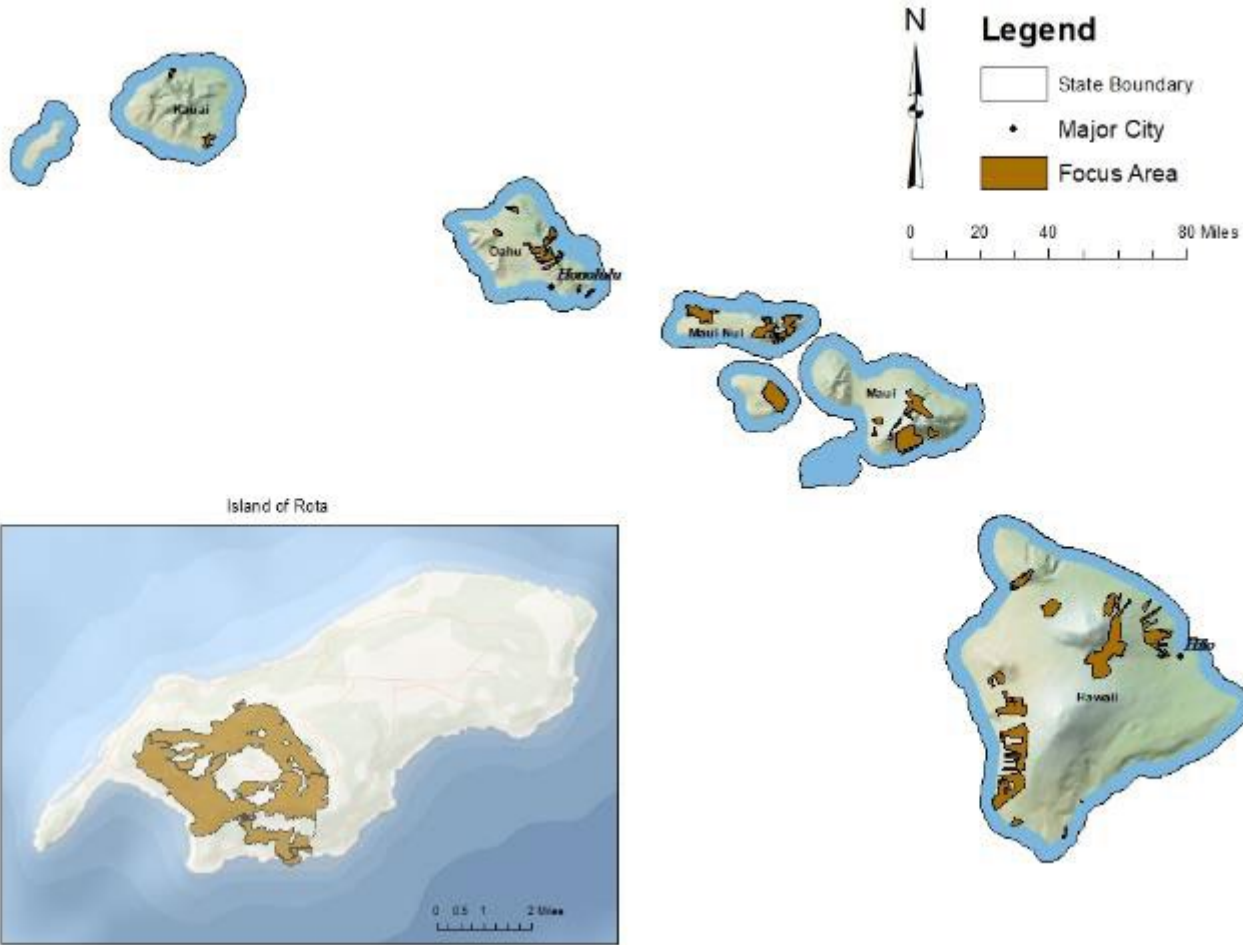 N
Legend
State Boundary
Major City
Focus Area
0 20 40 80 Miles
Kauai
Oahu
Honolulu
Maui Nui
Maui
Island of Rota
Hilo
Hawaii
0 0.5 1 2 Miles